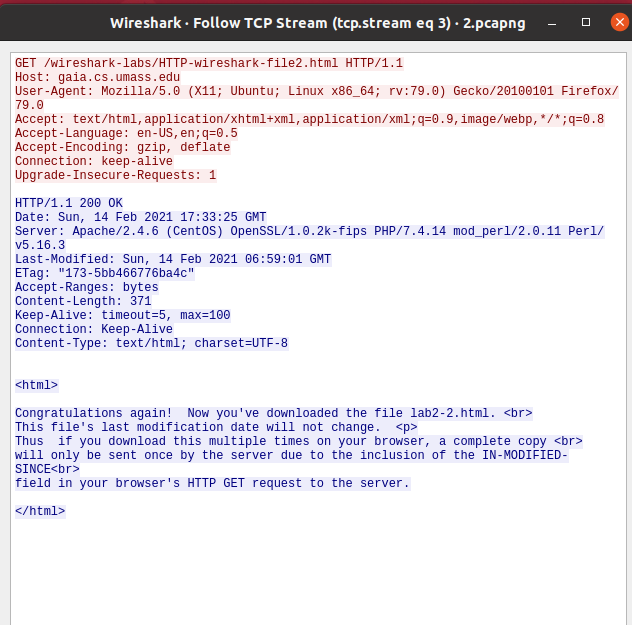 Wireshark · Follow TCP Stream (tcp.stream eq 3) · 2.pcapng
GET /wireshark-labs/HTTP-wireshark-file2.html HTTP/1.1
Host: gaia.cs.umass.edu
User-Agent: Mozilla/5.0 (X11; Ubuntu; Linux x86_64; rv:79.0) Gecko/20100101 Firefox/
79.0
Accept: text/html,application/xhtml+xml,application/xml;q=0.9,image/webp,*/*;q=0.8
Accept-Language: en-US,en;q=0.5
Accept-Encoding: gzip, deflate
Connection: keep-alive
Upgrade-Insecure-Requests: 1
HTTP/1.1 200 OK
Date: Sun, 14 Feb 2021 17:33:25 GMT
Server: Apache/2.4.6 (CentOS) OpenSSL/1.0.2k-fips PHP/7.4.14 mod_perl/2.0.11 Perl/
v5.16.3
Last-Modified: Sun, 14 Feb 2021 06:59:01 GMT
ETag: "173-5bb466776ba4c"
Accept-Ranges: bytes
Content-Length: 371
Keep-Alive: timeout=5, max=100
Connection: Keep-Alive
Content-Type: text/html; charset=UTF-8
<html>
Congratulations again!  Now you've downloaded the file lab2-2.html. <br>
This file's last modification date will not change.  <p>
Thus  if you download this multiple times on your browser, a complete copy <br>
will only be sent once by the server due to the inclusion of the IN-MODIFIED-
SINCE<br>
field in your browser's HTTP GET request to the server.
</html>